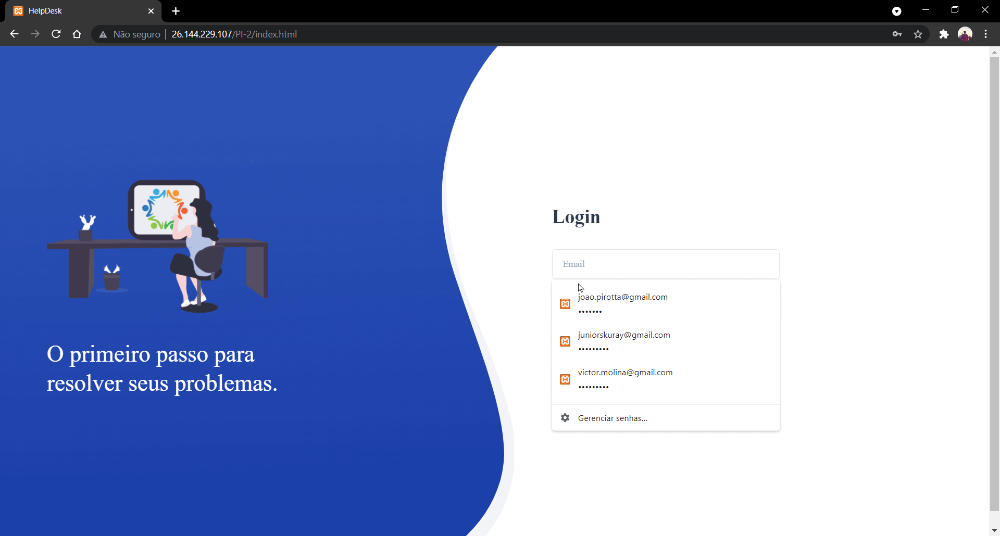 HelpDesk
Não seguro | 26.144.229.107/PI-2/index.html
O primeiro passo para
resolver seus problemas.
Login
Email
joao.pirotta@gmail.com
•••••••
juniorskuray@gmail.com
•••••••••
victor.molina@gmail.com
•••••••••
Gerenciar senhas...